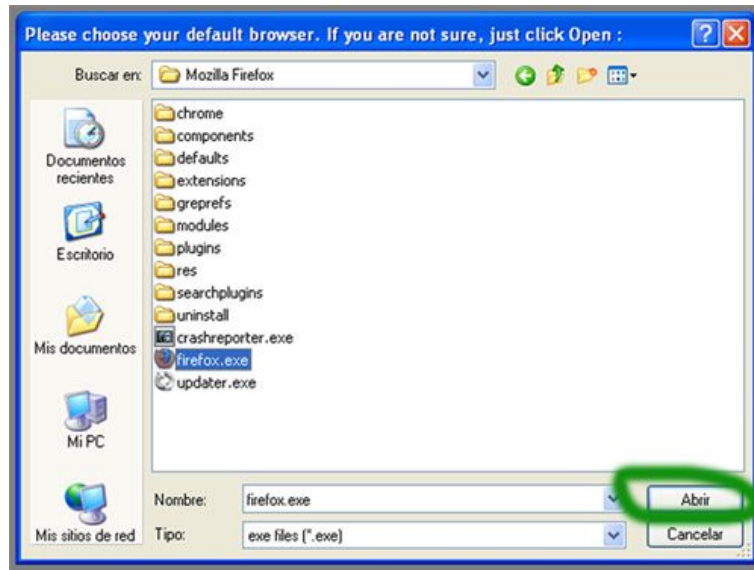 Please choose your default browser. If you are not sure, just click Open :
Buscar en:
Mozilla Firefox
Documentos
recientes
Escritorio
Mis documentos
Mi PC
Mis sitios de red
chrome
components
defaults
extensions
greprefs
modules
plugins
res
searchplugins
uninstall
crashreporter.exe
firefox.exe
updater.exe
Nombre:
firefox.exe
Abrir
Tipo:
exe files (*.exe)
Cancelar